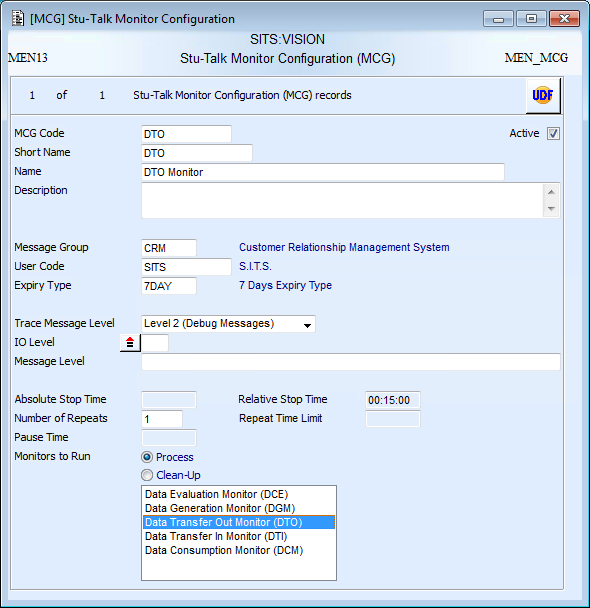 [MCG] Stu-Talk Monitor Configuration
SITS:VISION
MEN13 Stu-Talk Monitor Configuration (MCG) MEN_MCG
1 of 1 Stu-Talk Monitor Configuration (MCG) records UDF
MCG Code DTO Active
Short Name DTO
Name DTO Monitor
Description
Message Group CRM Customer Relationship Management System
User Code SITS S.I.T.S.
Expiry Type 7DAY 7 Days Expiry Type
Trace Message Level Level 2 (Debug Messages)
IO Level
Message Level
Absolute Stop Time Relative Stop Time 00:15:00
Number of Repeats 1 Repeat Time Limit
Pause Time
Monitors to Run Process
Clean-Up
Data Evaluation Monitor (DCE)
Data Generation Monitor (DGM)
Data Transfer Out Monitor (DTO)
Data Transfer In Monitor (DTI)
Data Consumption Monitor (DCM)